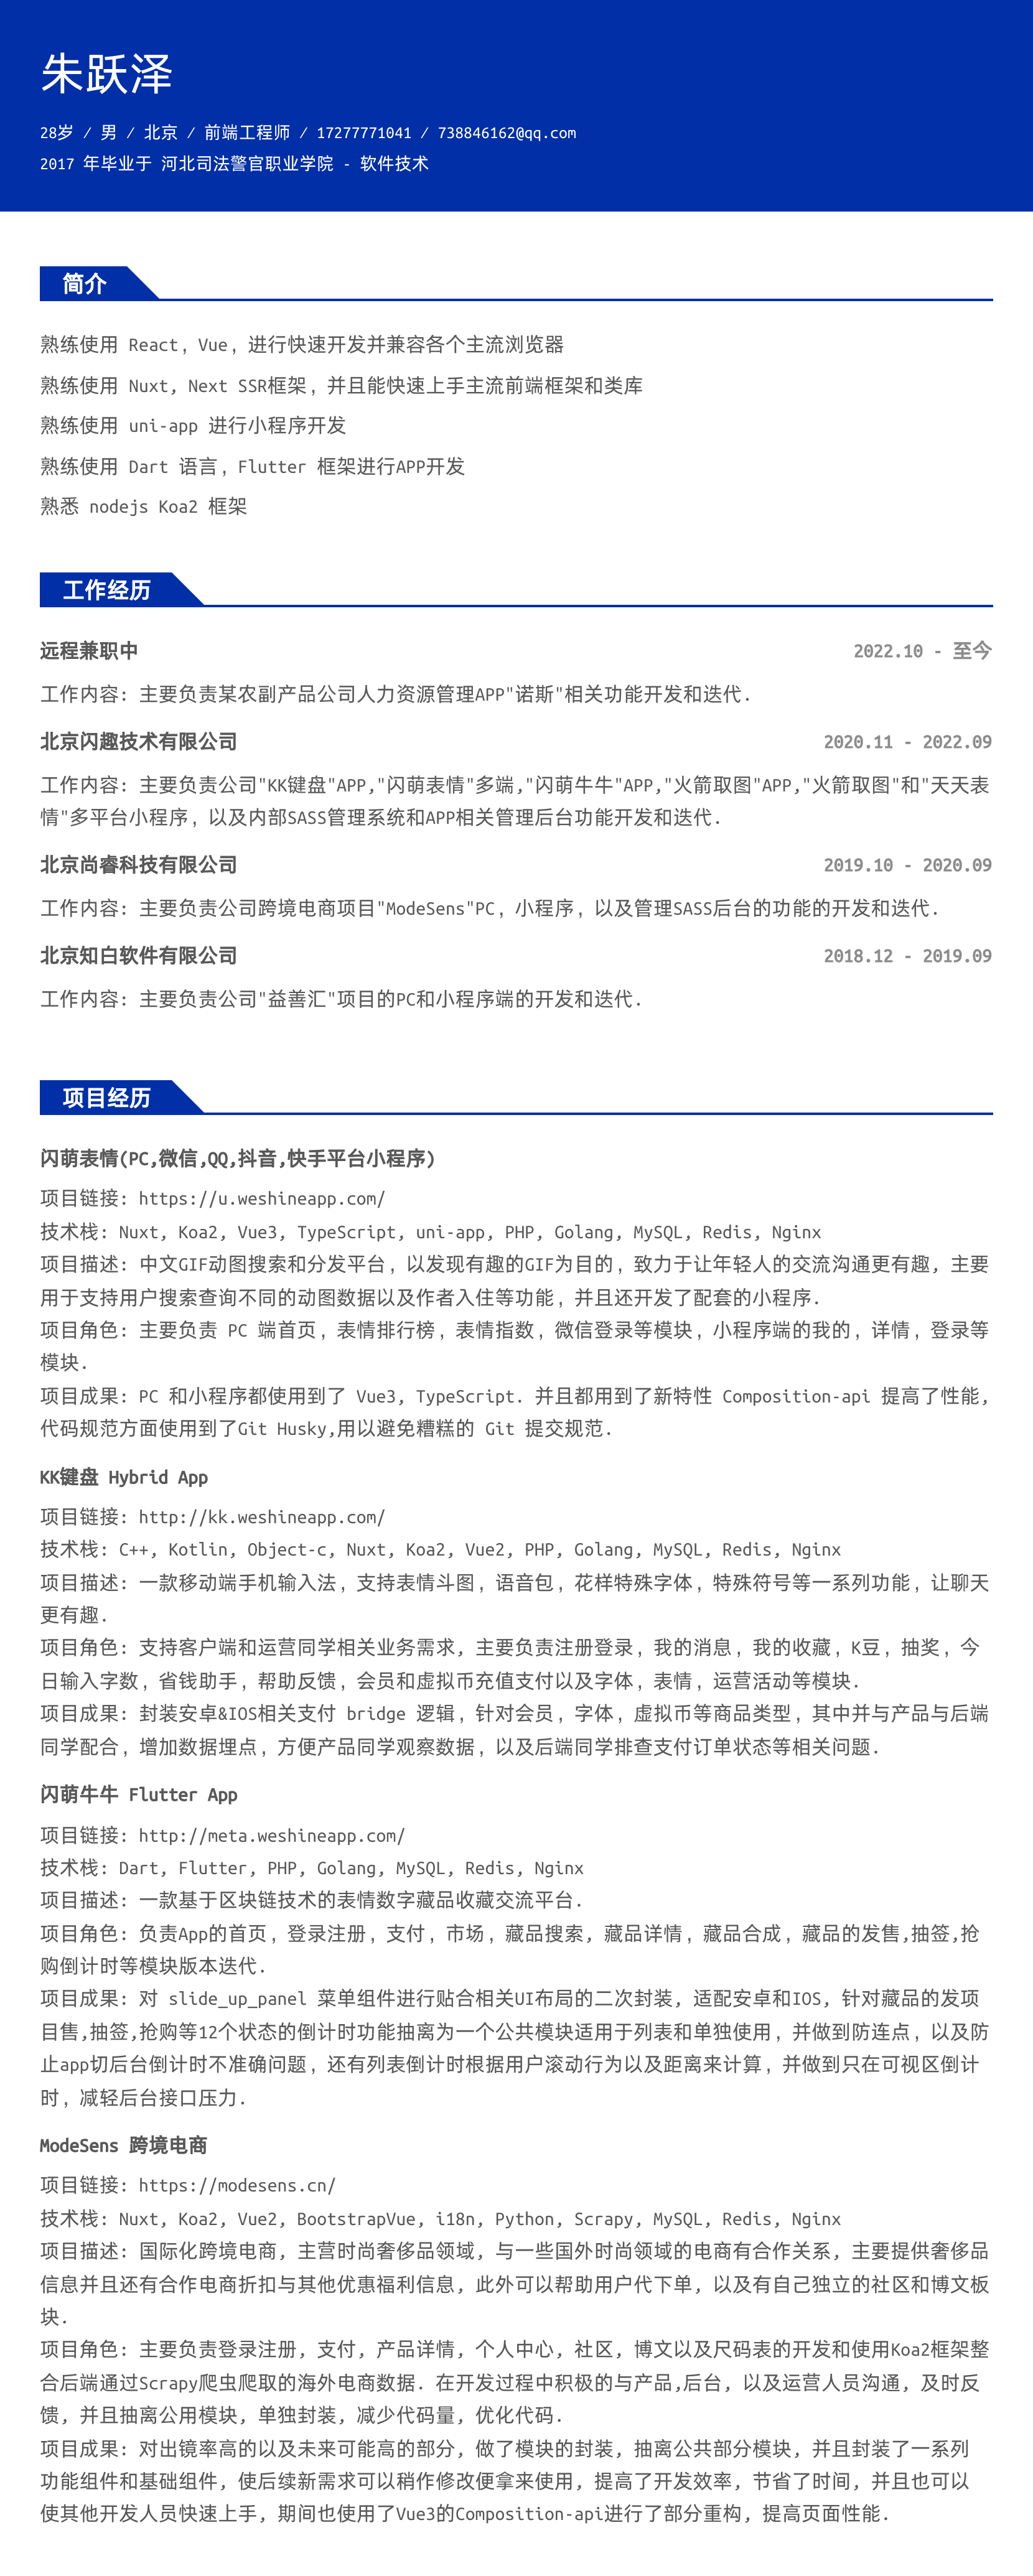 朱跃泽
28岁 / 男 / 北京 / 前端工程师 / 17277771041 / 738846162@qq.com
2017 年毕业于 河北司法警官职业学院 - 软件技术
简介
熟练使用 React, Vue, 进行快速开发并兼容各个主流浏览器
熟练使用 Nuxt, Next SSR框架, 并且能快速上手主流前端框架和类库
熟练使用 uni-app 进行小程序开发
熟练使用 Dart 语言, Flutter 框架进行APP开发
熟悉 nodejs Koa2 框架
工作经历
远程兼职中 2022.10 - 至今
工作内容: 主要负责某农副产品公司人力资源管理APP"诺斯"相关功能开发和迭代.
北京闪趣技术有限公司 2020.11 - 2022.09
工作内容: 主要负责公司"KK键盘"APP,"闪萌表情"多端,"闪萌牛牛"APP,"火箭取图"APP,"火箭取图"和"天天表
情"多平台小程序, 以及内部SASS管理系统和APP相关管理后台功能开发和迭代.
北京尚睿科技有限公司 2019.10 - 2020.09
工作内容: 主要负责公司跨境电商项目"ModeSens"PC, 小程序, 以及管理SASS后台的功能的开发和迭代.
北京知白软件有限公司 2018.12 - 2019.09
工作内容: 主要负责公司"益善汇"项目的PC和小程序端的开发和迭代.
项目经历
闪萌表情(PC,微信,QQ,抖音,快手平台小程序)
项目链接: https://u.weshineapp.com/
技术栈: Nuxt, Koa2, Vue3, TypeScript, uni-app, PHP, Golang, MySQL, Redis, Nginx
项目描述: 中文GIF动图搜索和分发平台, 以发现有趣的GIF为目的, 致力于让年轻人的交流沟通更有趣, 主要
用于支持用户搜索查询不同的动图数据以及作者入住等功能, 并且还开发了配套的小程序.
项目角色: 主要负责 PC 端首页, 表情排行榜, 表情指数, 微信登录等模块, 小程序端的我的, 详情, 登录等
模块.
项目成果: PC 和小程序都使用到了 Vue3, TypeScript. 并且都用到了新特性 Composition-api 提高了性能,
代码规范方面使用到了Git Husky,用以避免糟糕的 Git 提交规范.
KK键盘 Hybrid App
项目链接: http://kk.weshineapp.com/
技术栈: C++, Kotlin, Object-c, Nuxt, Koa2, Vue2, PHP, Golang, MySQL, Redis, Nginx
项目描述: 一款移动端手机输入法, 支持表情斗图, 语音包, 花样特殊字体, 特殊符号等一系列功能, 让聊天
更有趣.
项目角色: 支持客户端和运营同学相关业务需求, 主要负责注册登录, 我的消息, 我的收藏, K豆, 抽奖, 今
日输入字数, 省钱助手, 帮助反馈, 会员和虚拟币充值支付以及字体, 表情, 运营活动等模块.
项目成果: 封装安卓&IOS相关支付 bridge 逻辑, 针对会员, 字体, 虚拟币等商品类型, 其中并与产品与后端
同学配合, 增加数据埋点, 方便产品同学观察数据, 以及后端同学排查支付订单状态等相关问题.
闪萌牛牛 Flutter App
项目链接: http://meta.weshineapp.com/
技术栈: Dart, Flutter, PHP, Golang, MySQL, Redis, Nginx
项目描述: 一款基于区块链技术的表情数字藏品收藏交流平台.
项目角色: 负责App的首页, 登录注册, 支付, 市场, 藏品搜索, 藏品详情, 藏品合成, 藏品的发售,抽签,抢
购倒计时等模块版本迭代.
项目成果: 对 slide_up_panel 菜单组件进行贴合相关UI布局的二次封装, 适配安卓和IOS, 针对藏品的发项
目售,抽签,抢购等12个状态的倒计时功能抽离为一个公共模块适用于列表和单独使用, 并做到防连点, 以及防
止app切后台倒计时不准确问题, 还有列表倒计时根据用户滚动行为以及距离来计算, 并做到只在可视区倒计
时, 减轻后台接口压力.
ModeSens 跨境电商
项目链接: https://modesens.cn/
技术栈: Nuxt, Koa2, Vue2, BootstrapVue, i18n, Python, Scrapy, MySQL, Redis, Nginx
项目描述: 国际化跨境电商, 主营时尚奢侈品领域, 与一些国外时尚领域的电商有合作关系, 主要提供奢侈品
信息并且还有合作电商折扣与其他优惠福利信息, 此外可以帮助用户代下单, 以及有自己独立的社区和博文板
块.
项目角色: 主要负责登录注册, 支付, 产品详情, 个人中心, 社区, 博文以及尺码表的开发和使用Koa2框架整
合后端通过Scrapy爬虫爬取的海外电商数据. 在开发过程中积极的与产品,后台, 以及运营人员沟通, 及时反
馈, 并且抽离公用模块, 单独封装, 减少代码量, 优化代码.
项目成果: 对出镜率高的以及未来可能高的部分, 做了模块的封装, 抽离公共部分模块, 并且封装了一系列
功能组件和基础组件, 使后续新需求可以稍作修改便拿来使用, 提高了开发效率, 节省了时间, 并且也可以
使其他开发人员快速上手, 期间也使用了Vue3的Composition-api进行了部分重构, 提高页面性能.